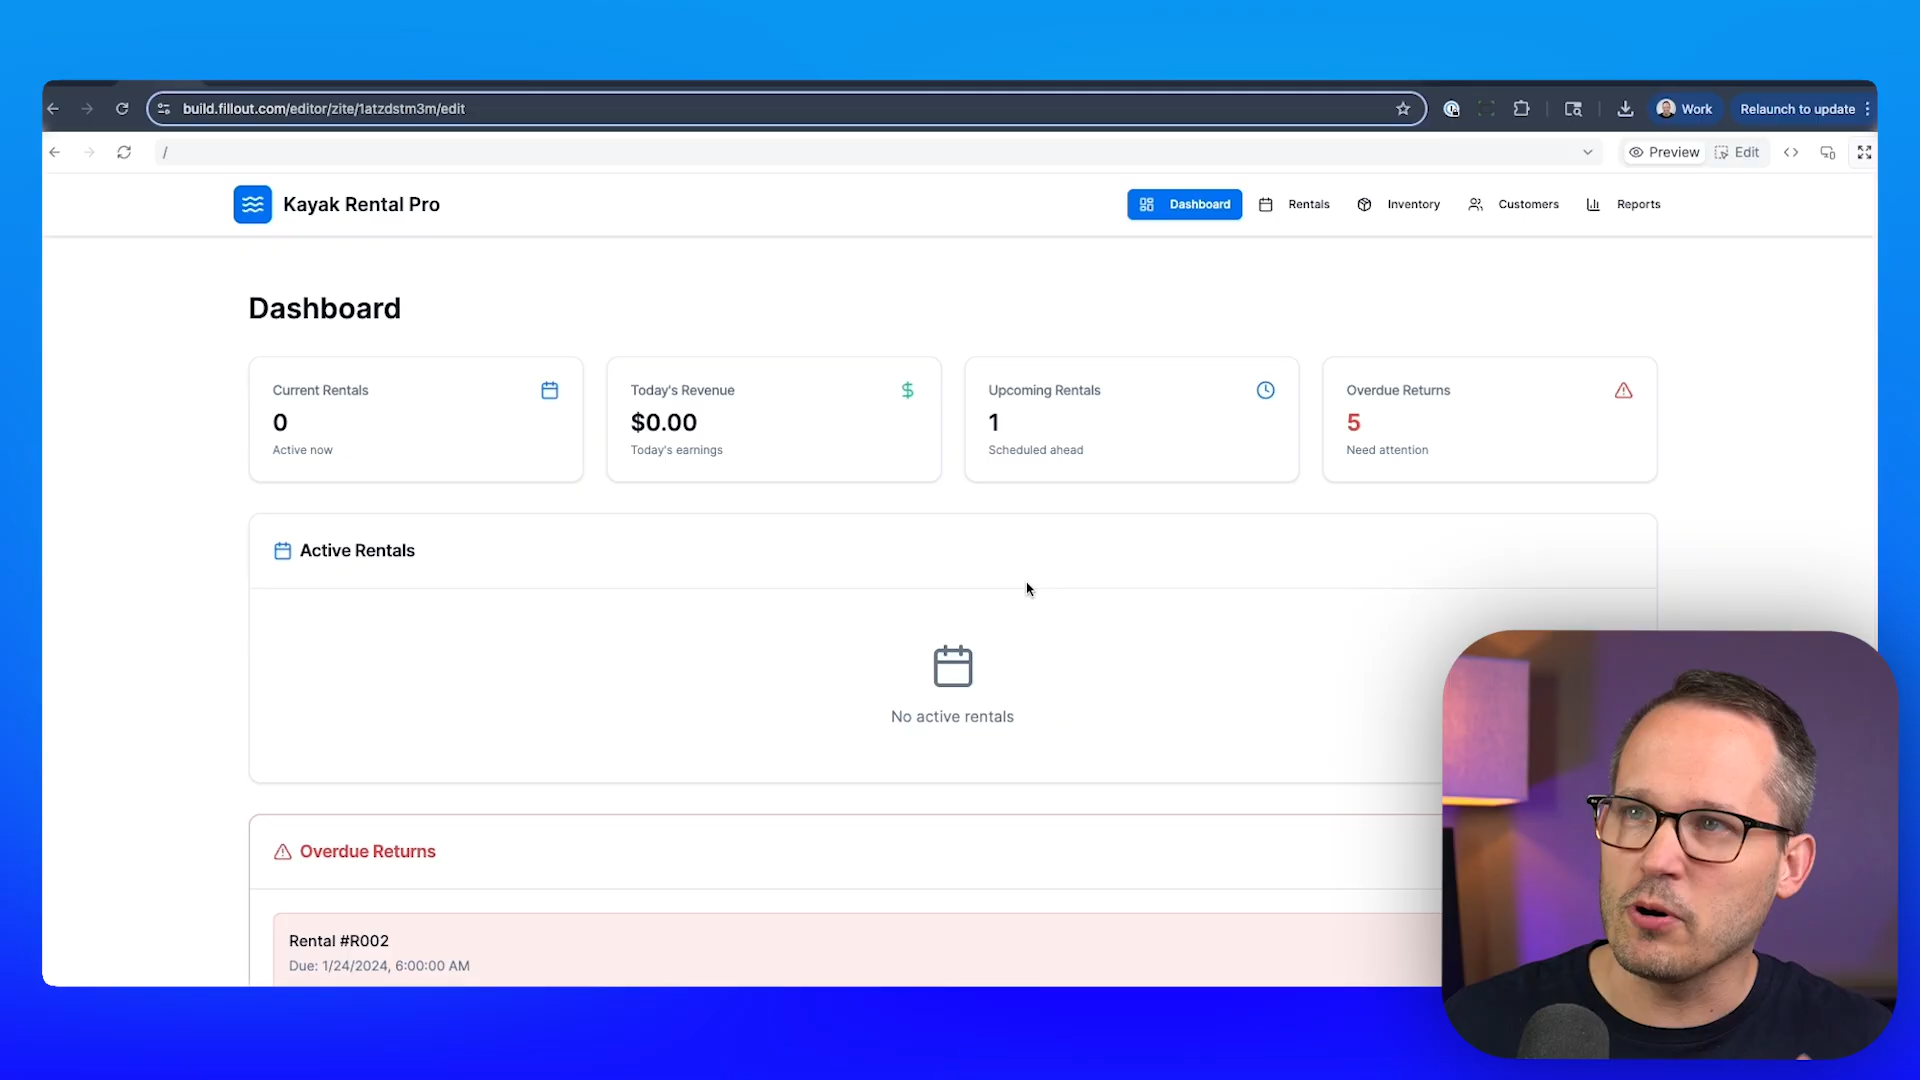 build.fillout.com/editor/zite/1atzdstm3m/edit
Work
Relaunch to update
/
Preview
Edit
Kayak Rental Pro
Dashboard
Rentals
Inventory
Customers
Reports
Dashboard
Current Rentals
0
Active now
Today's Revenue
$
$0.00
Today's earnings
Upcoming Rentals
1
Scheduled ahead
Overdue Returns
5
Need attention
Active Rentals
No active rentals
Overdue Returns
Rental #R002
Due: 1/24/2024, 6:00:00 AM